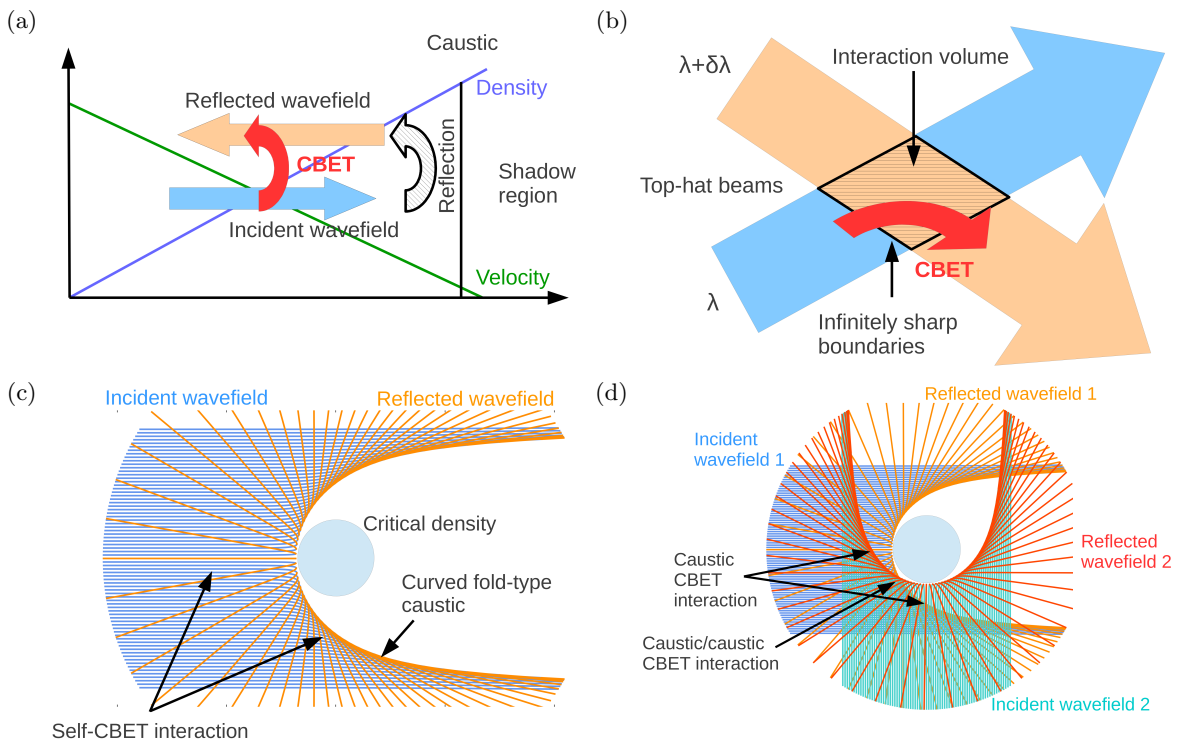 (a)
Caustic
Density
Reflected wavefield
CBET
Reflection
Shadow
region
Incident wavefield
Velocity
(b)
λ+δλ
Interaction volume
Top-hat beams
CBET
λ
Infinitely sharp
boundaries
(c)
Incident wavefield
Reflected wavefield
Critical density
Curved fold-type
caustic
Self-CBET interaction
(d)
Reflected wavefield 1
Incident
wavefield 1
Caustic
CBET
interaction
Reflected
wavefield 2
Caustic/caustic
CBET interaction
Incident wavefield 2